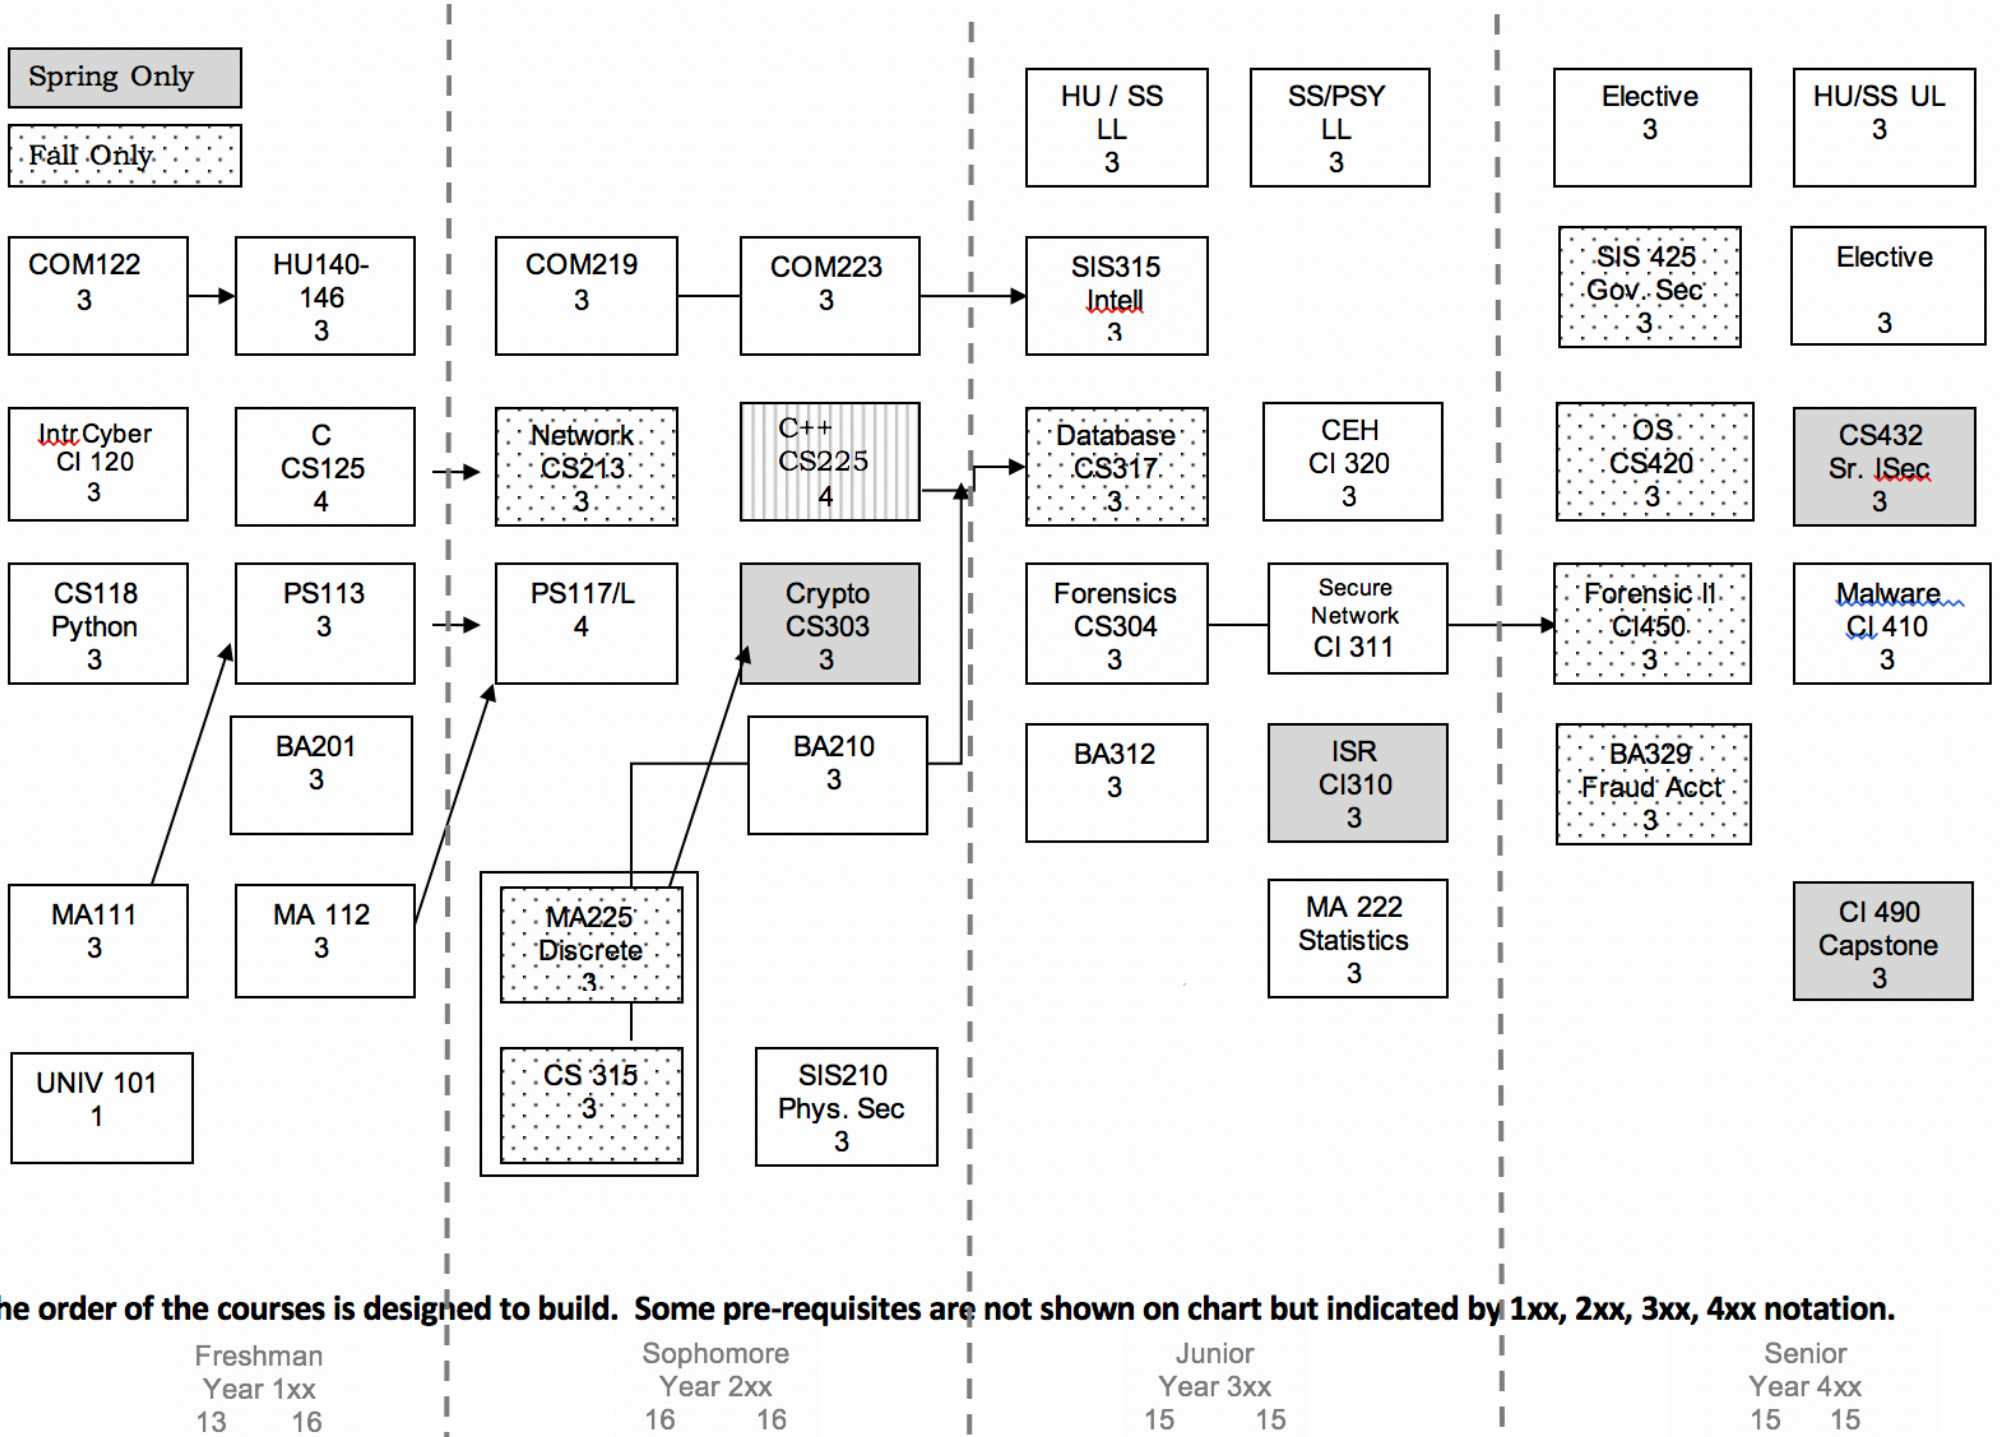 Spring Only
Fall Only
HU / SS
LL
3
SS/PSY
LL
3
Elective
3
HU/SS UL
3
COM122
3
HU140-
146
3
COM219
3
COM223
3
SIS315
Intell
3
SIS 425
Gov. Sec
3
Elective
3
Intr Cyber
CI 120
3
C
CS125
4
Network
CS213
3
C++
CS225
4
Database
CS317
3
CEH
CI 320
3
OS
CS420
3
CS432
Sr. ISec
3
CS118
Python
3
PS113
3
PS117/L
4
Crypto
CS303
3
Forensics
CS304
3
Secure
Network
CI 311
Forensic II
CI450
3
Malware
CI 410
3
BA201
3
BA210
3
BA312
3
ISR
CI310
3
BA329
Fraud Acct
3
MA111
3
MA 112
3
MA225
Discrete
3
MA 222
Statistics
3
CI 490
Capstone
3
UNIV 101
1
CS 315
3
SIS210
Phys. Sec
3
he order of the courses is designed to build. Some pre-requisites are not shown on chart but indicated by 1xx, 2xx, 3xx, 4xx notation.
Freshman
Year 1xx
13 16
Sophomore
Year 2xx
16 16
Junior
Year 3xx
15 15
Senior
Year 4xx
15 15